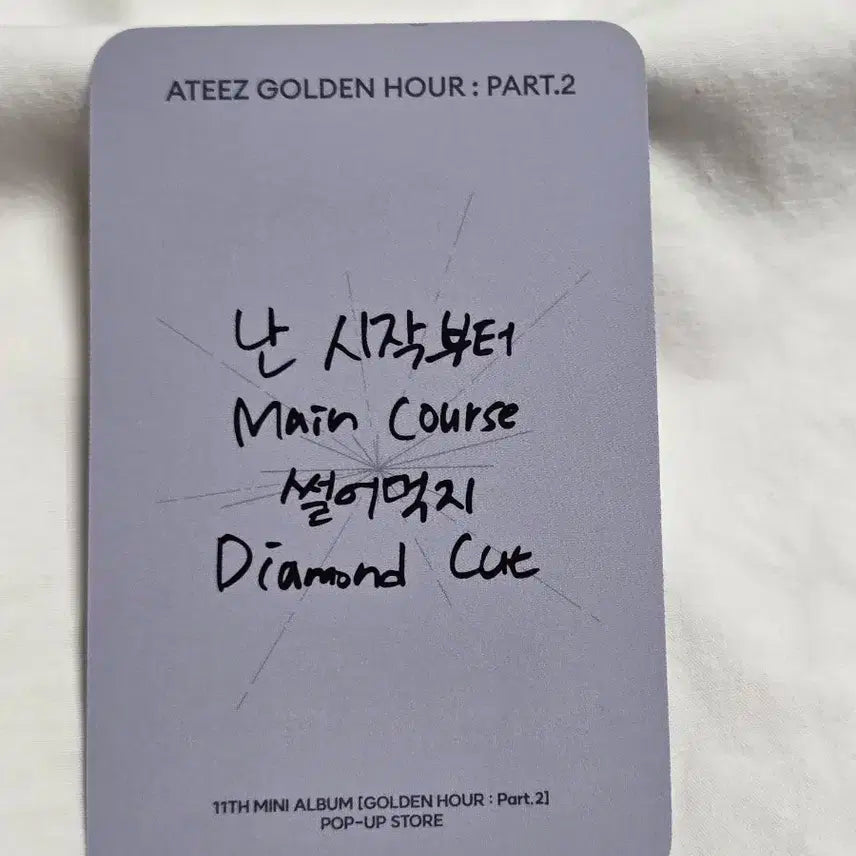 ATEEZ GOLDEN HOUR : PART.2
난 시작부터
Main Course
썰어먹지
Diamond Cut
11TH MINI ALBUM [GOLDEN HOUR : Part.2]
POP-UP STORE